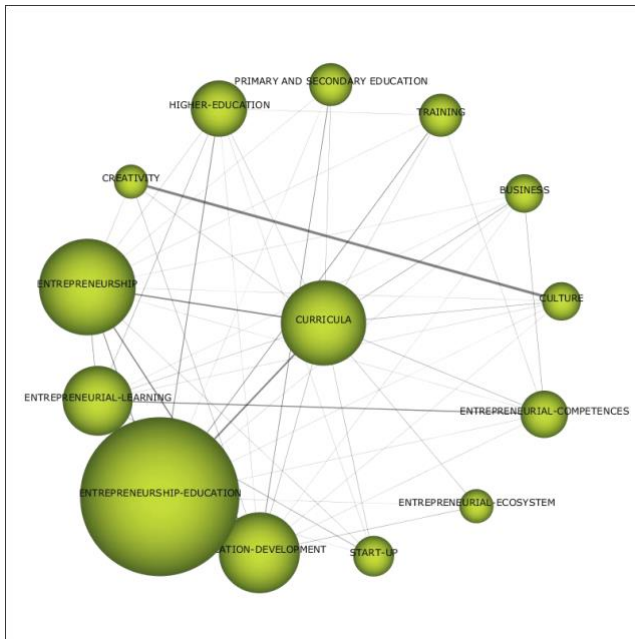 PRIMARY AND SECONDARY EDUCATION
HIGHER-EDUCATION
TRAINING
CREATIVITY
BUSINESS
ENTREPRENEURSHIP
CULTURE
CURRICULA
ENTREPRENEURIAL-LEARNING
ENTREPRENEURIAL-COMPETENCES
ENTREPRENEURSHIP-EDUCATION
ENTREPRENEURIAL-ECOSYSTEM
ATION-DEVELOPMENT
START-UP